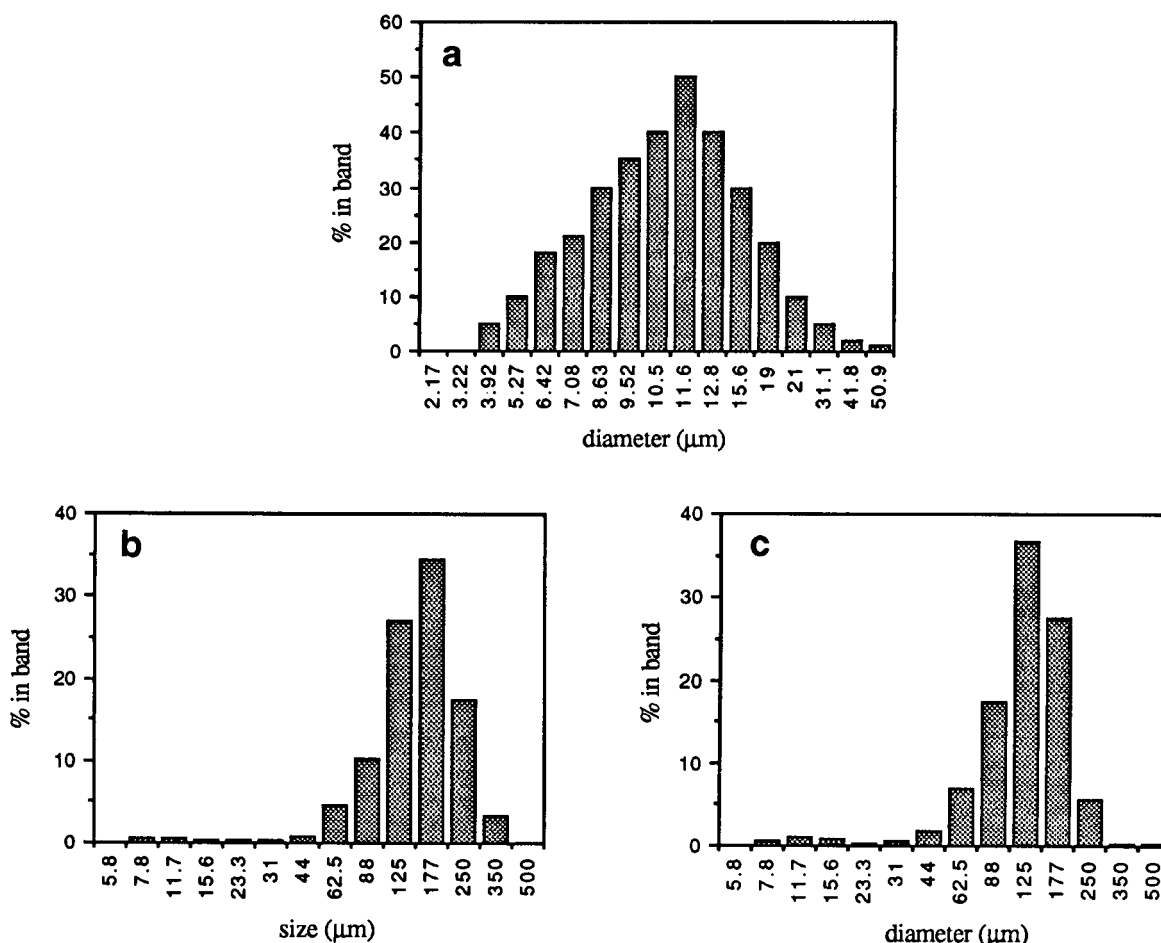 a
% in band
60
50
40
30
20
10
0
2.17 3.22 3.92 5.27 6.42 7.08 8.63 9.52 10.5 11.6 12.8 15.6 19 21 31.1 41.8 50.9
diameter (µm)
b
% in band
40
30
20
10
0
5.8 7.8 11.7 15.6 23.3 31 44 62.5 88 125 177 250 350 500
size (µm)
c
% in band
40
30
20
10
0
5.8 7.8 11.7 15.6 23.3 31 44 62.5 88 125 177 250 350 500
diameter (µm)